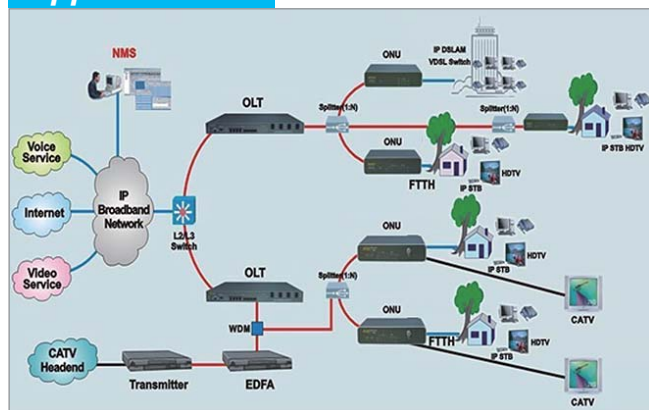 NMS
ONU
IP DSLAM
VDSL Switch
OLT
Splitter(1:N)
Splitter(1:N)
Voice
Service
ONU
IP STB HDTV
HDTV
FTTH
IP STB
IP
Broadband
Network
Internet
L2/L3
Switch
ONU
HDTV
IP STB
Video
Service
OLT
Splitter(1:N)
CATV
ONU
WDM
HDTV
FTTH
IP STB
CATV
Headend
Transmitter
EDFA
CATV